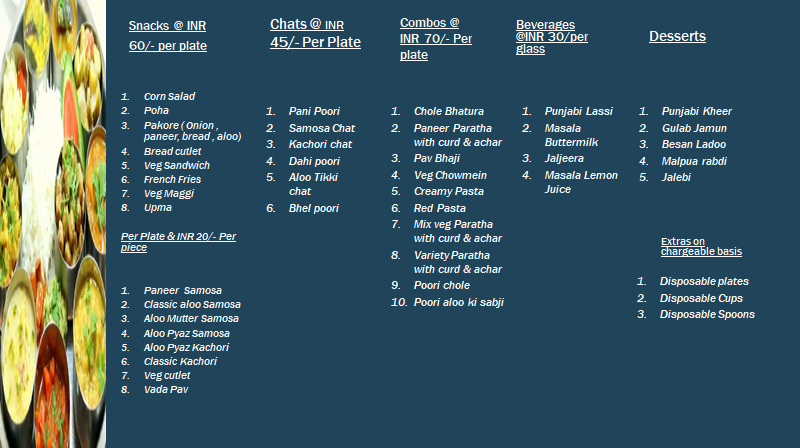 Snacks @ INR
60/- per plate
1. Corn Salad
2. Poha
3. Pakore ( Onion ,
paneer, bread , aloo)
4. Bread cutlet
5. Veg Sandwich
6. French Fries
7. Veg Maggi
8. Upma
Per Plate & INR 20/- Per
piece
1. Paneer Samosa
2. Classic aloo Samosa
3. Aloo Mutter Samosa
4. Aloo Pyaz Samosa
5. Aloo Pyaz Kachori
6. Classic Kachori
7. Veg cutlet
8. Vada Pav
Chats @ INR
45/- Per Plate
1. Pani Poori
2. Samosa Chat
3. Kachori chat
4. Dahi poori
5. Aloo Tikki
chat
6. Bhel poori
Combos @
INR 70/- Per
plate
1. Chole Bhatura
2. Paneer Paratha
with curd & achar
3. Pav Bhaji
4. Veg Chowmein
5. Creamy Pasta
6. Red Pasta
7. Mix veg Paratha
with curd & achar
8. Variety Paratha
with curd & achar
9. Poori chole
10. Poori aloo ki sabji
Beverages
@INR 30/per
glass
1. Punjabi Lassi
2. Masala
Buttermilk
3. Jaljeera
4. Masala Lemon
Juice
Desserts
1. Punjabi Kheer
2. Gulab Jamun
3. Besan Ladoo
4. Malpua rabdi
5. Jalebi
Extras on
chargeable basis
1. Disposable plates
2. Disposable Cups
3. Disposable Spoons